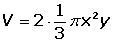 V = 2 · 1/3 πx²y